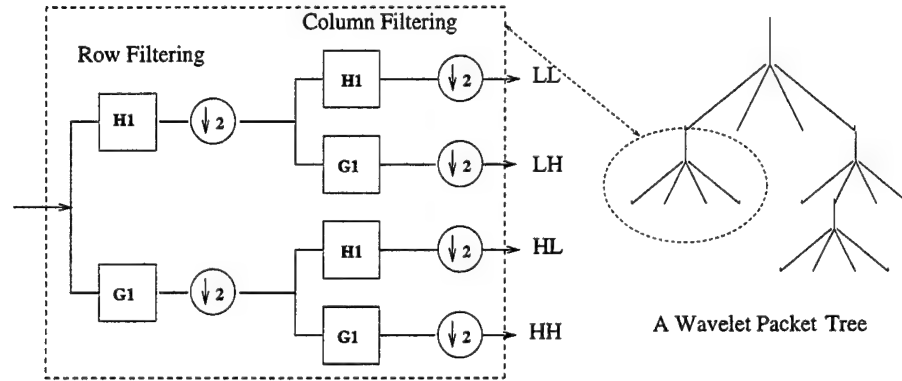 Column Filtering
Row Filtering
H1
↓ 2
LL
H1
↓ 2
G1
↓ 2
LH
H1
↓ 2
HL
G1
↓ 2
G1
↓ 2
HH
A Wavelet Packet Tree